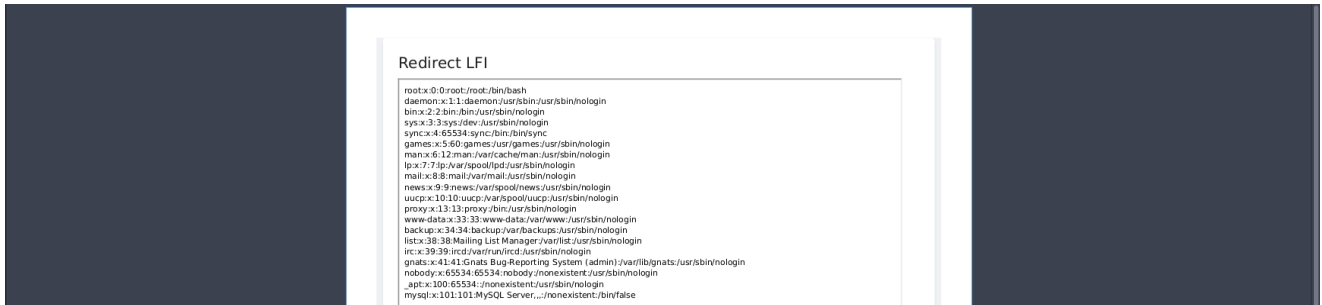 Redirect LFI
root:x:0:0:root:/root:/bin/bash
daemon:x:1:1:daemon:/usr/sbin:/usr/sbin/nologin
bin:x:2:2:bin:/bin:/usr/sbin/nologin
sys:x:3:3:sys:/dev:/usr/sbin/nologin
sync:x:4:65534:sync:/bin:/bin/sync
games:x:5:60:games:/usr/games:/usr/sbin/nologin
man:x:6:12:man:/var/cache/man:/usr/sbin/nologin
lp:x:7:7:lp:/var/spool/lpd:/usr/sbin/nologin
mail:x:8:8:mail:/var/mail:/usr/sbin/nologin
news:x:9:9:news:/var/spool/news:/usr/sbin/nologin
uucp:x:10:10:uucp:/var/spool/uucp:/usr/sbin/nologin
proxy:x:13:13:proxy:/bin:/usr/sbin/nologin
www-data:x:33:33:www-data:/var/www:/usr/sbin/nologin
backup:x:34:34:backup:/var/backups:/usr/sbin/nologin
list:x:38:38:Mailing List Manager:/var/list:/usr/sbin/nologin
irc:x:39:39:ircd:/var/run/ircd:/usr/sbin/nologin
gnats:x:41:41:Gnats Bug-Reporting System (admin):/var/lib/gnats:/usr/sbin/nologin
nobody:x:65534:65534:nobody:/nonexistent:/usr/sbin/nologin
_apt:x:100:65534::/nonexistent:/usr/sbin/nologin
mysql:x:101:101:MySQL Server,,,:/nonexistent:/bin/false